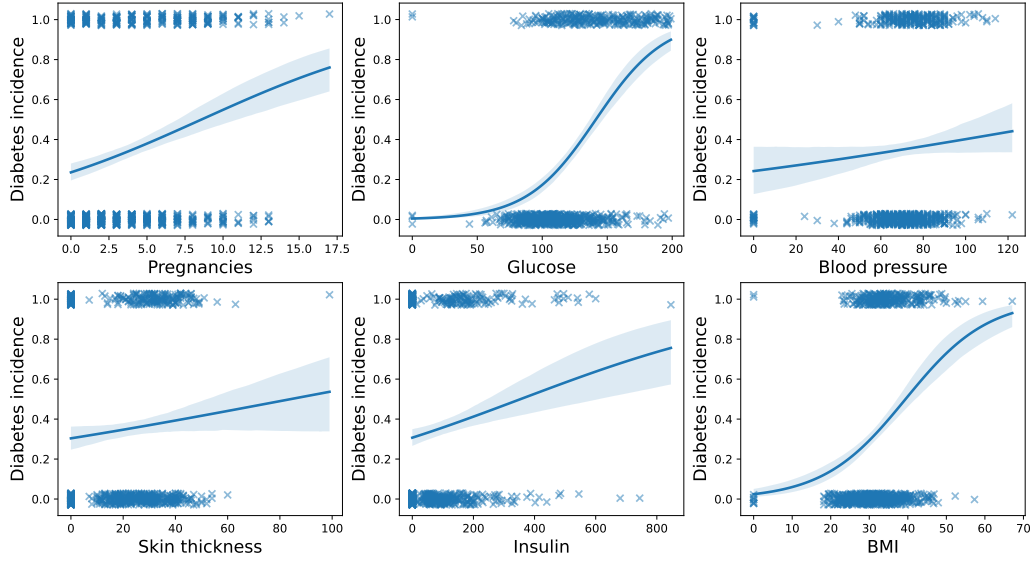 Diabetes incidence
1.0
0.8
0.6
0.4
0.2
0.0
0.0 2.5 5.0 7.5 10.0 12.5 15.0 17.5
Pregnancies
Diabetes incidence
1.0
0.8
0.6
0.4
0.2
0.0
0 50 100 150 200
Glucose
Diabetes incidence
1.0
0.8
0.6
0.4
0.2
0.0
0 20 40 60 80 100 120
Blood pressure
Diabetes incidence
1.0
0.8
0.6
0.4
0.2
0.0
0 20 40 60 80 100
Skin thickness
Diabetes incidence
1.0
0.8
0.6
0.4
0.2
0.0
0 200 400 600 800
Insulin
Diabetes incidence
1.0
0.8
0.6
0.4
0.2
0.0
0 10 20 30 40 50 60 70
BMI